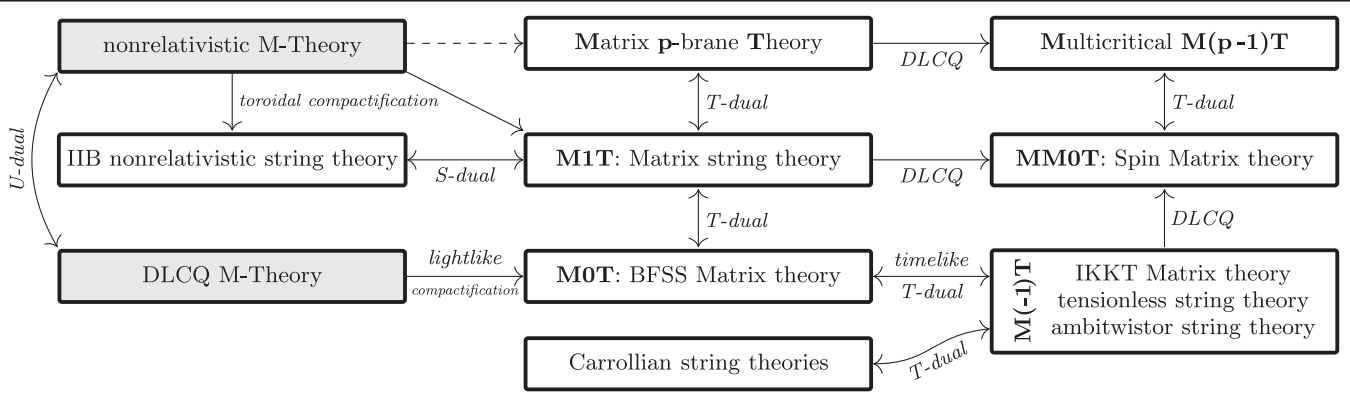 nonrelativistic M-Theory
Matrix p-brane Theory
DLCQ
Multicritical M(p-1)T
toroidal compactification
T-dual
T-dual
U-dual
IIB nonrelativistic string theory
S-dual
M1T: Matrix string theory
DLCQ
MM0T: Spin Matrix theory
T-dual
DLCQ
DLCQ M-Theory
lightlike
compactification
M0T: BFSS Matrix theory
timelike
T-dual
M(-1)T
IKKT Matrix theory
tensionless string theory
ambitwistor string theory
Carrollian string theories
T-dual